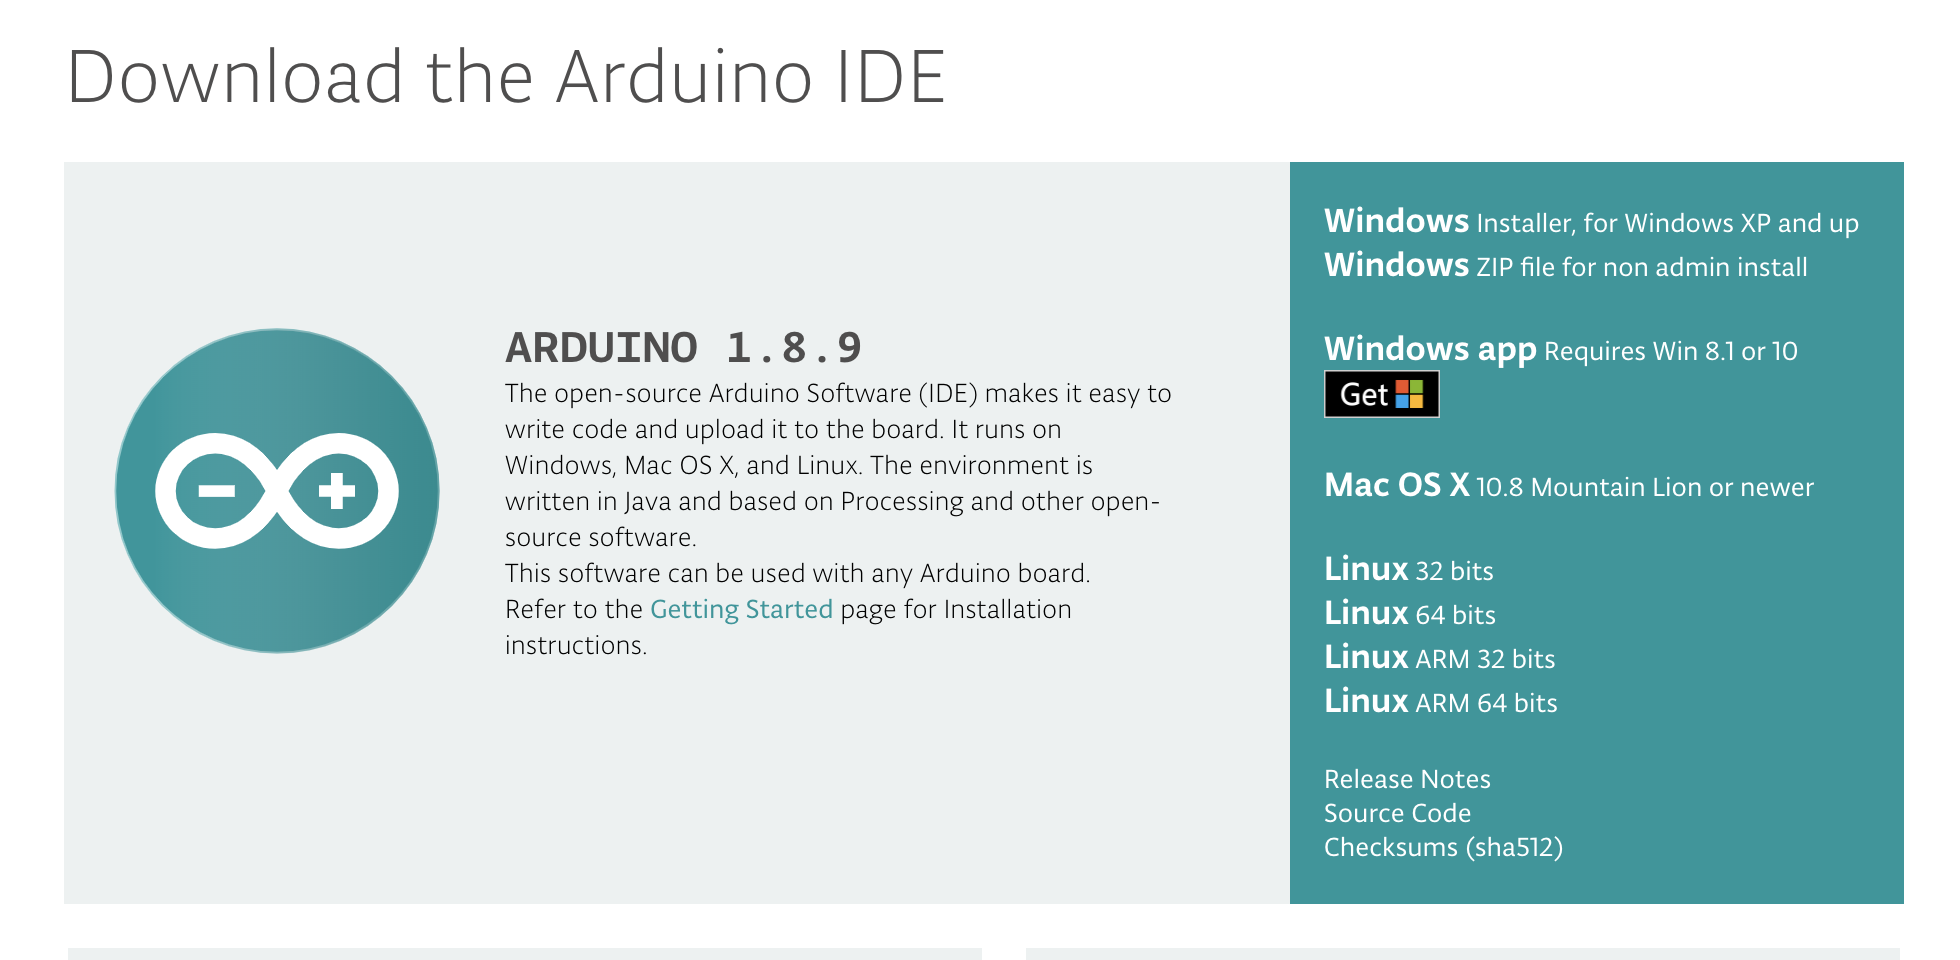 Download the Arduino IDE
ARDUINO 1.8.9
The open-source Arduino Software (IDE) makes it easy to
write code and upload it to the board. It runs on
Windows, Mac OS X, and Linux. The environment is
written in Java and based on Processing and other open-
source software.
This software can be used with any Arduino board.
Refer to the Getting Started page for Installation
instructions.
Windows Installer, for Windows XP and up
Windows ZIP file for non admin install
Windows app Requires Win 8.1 or 10
Get
Mac OS X 10.8 Mountain Lion or newer
Linux 32 bits
Linux 64 bits
Linux ARM 32 bits
Linux ARM 64 bits
Release Notes
Source Code
Checksums (sha512)